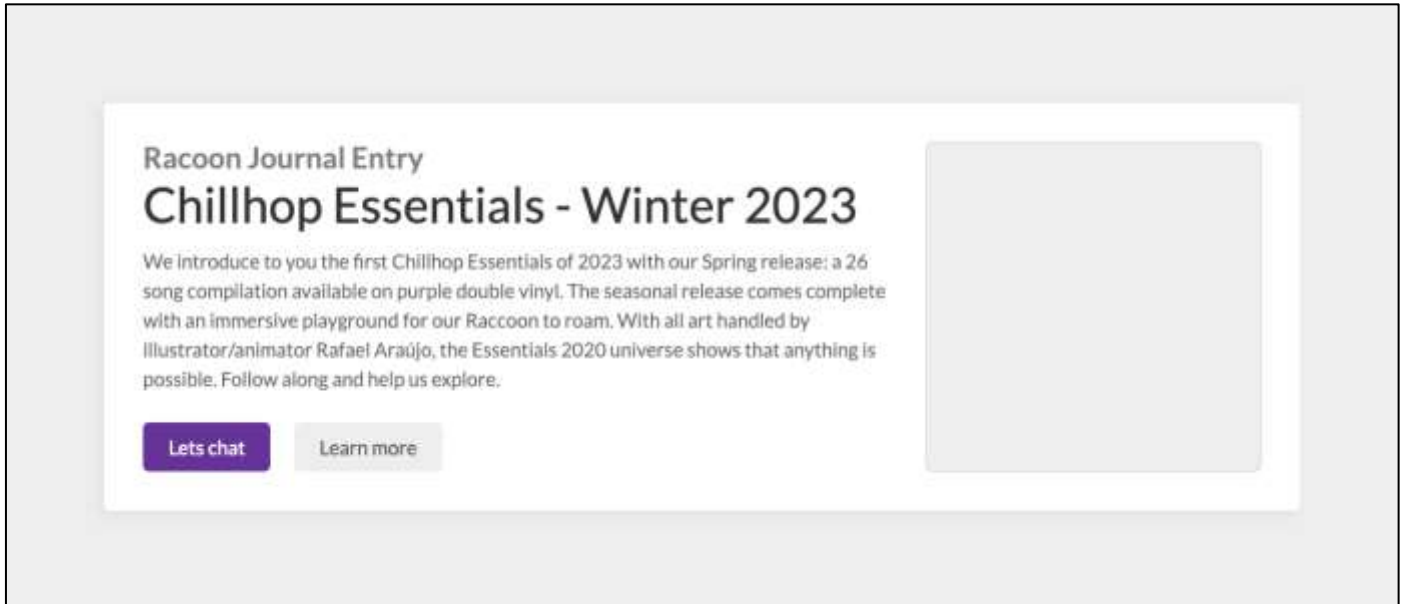 Racoon Journal Entry
Chillhop Essentials - Winter 2023
We introduce to you the first Chillhop Essentials of 2023 with our Spring release: a 26
song compilation available on purple double vinyl. The seasonal release comes complete
with an immersive playground for our Raccoon to roam. With all art handled by
illustrator/animator Rafael Araújo, the Essentials 2020 universe shows that anything is
possible. Follow along and help us explore.
Lets chat
Learn more